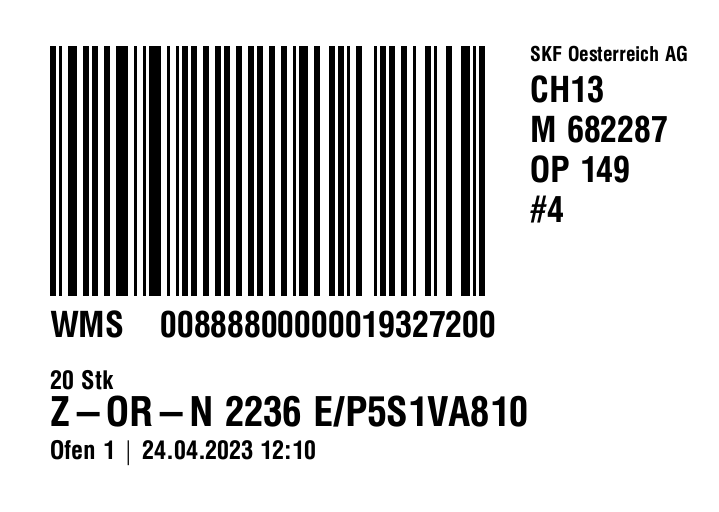 SKF Oesterreich AG
CH13
M 682287
OP 149
#4
WMS 00888800000019327200
20 Stk
Z–OR–N 2236 E/P5S1VA810
Ofen 1 | 24.04.2023 12:10